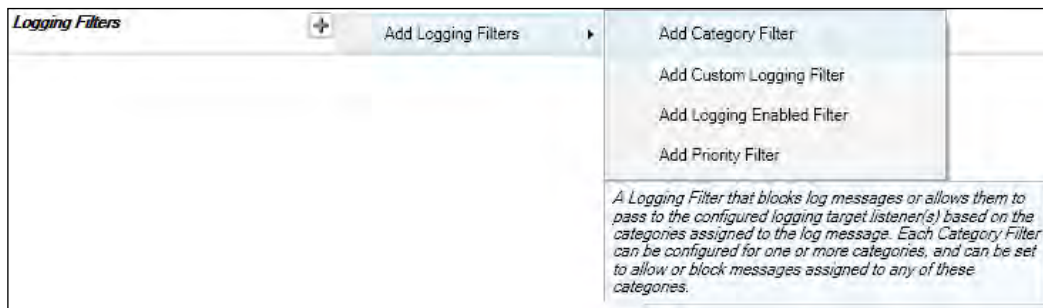 Logging Filters
Add Logging Filters
Add Category Filter
Add Custom Logging Filter
Add Logging Enabled Filter
Add Priority Filter
A Logging Filter that blocks log messages or allows them to
pass to the configured logging target listener(s) based on the
categories assigned to the log message. Each Category Filter
can be configured for one or more categories, and can be set
to allow or block messages assigned to any of these
categories.